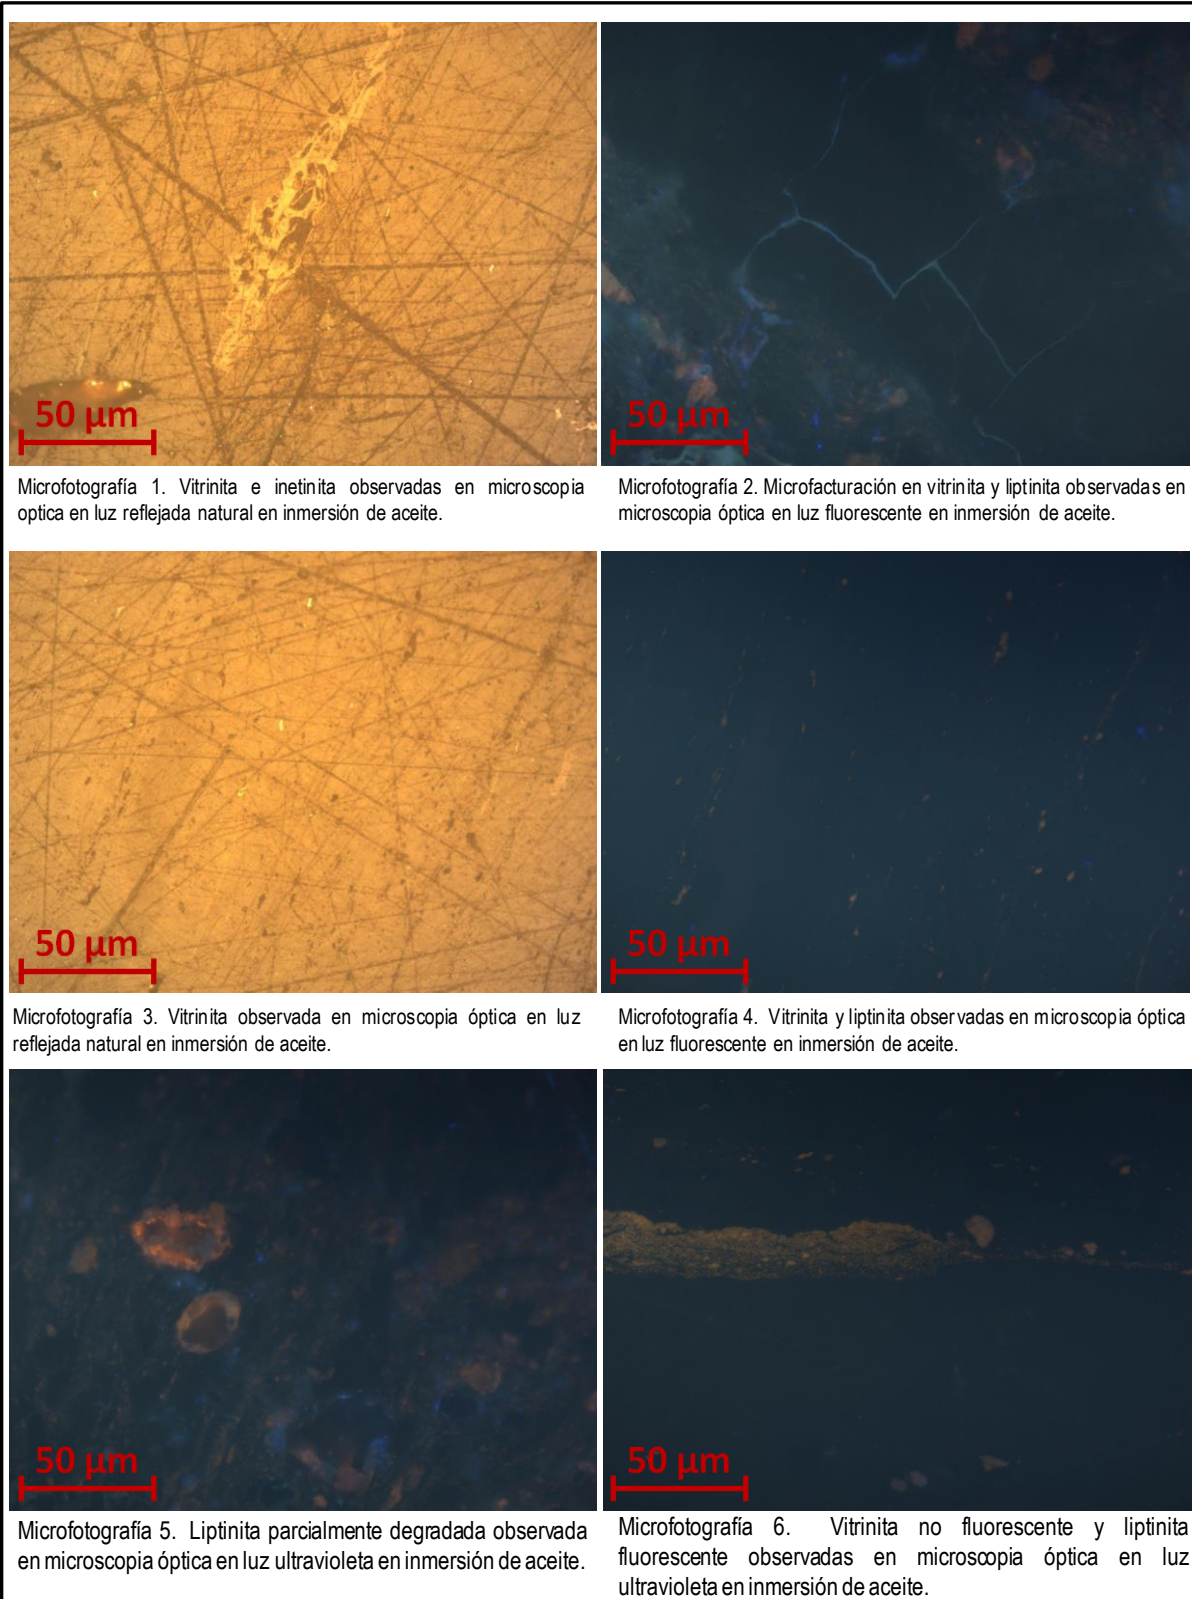 50 µm
50 µm
Microfotografía 1. Vitrinita e inetinita observadas en microscopia
optica en luz reflejada natural en inmersión de aceite.
Microfotografía 2. Microfacturación en vitrinita y liptinita observadas en
microscopia óptica en luz fluorescente en inmersión de aceite.
50 µm
50 µm
Microfotografía 3. Vitrinita observada en microscopia óptica en luz
reflejada natural en inmersión de aceite.
Microfotografía 4. Vitrinita y liptinita observadas en microscopia óptica
en luz fluorescente en inmersión de aceite.
50 µm
50 µm
Microfotografía 5. Liptinita parcialmente degradada observada
en microscopia óptica en luz ultravioleta en inmersión de aceite.
Microfotografía 6. Vitrinita no fluorescente y liptinita
fluorescente observadas en microscopia óptica en luz
ultravioleta en inmersión de aceite.